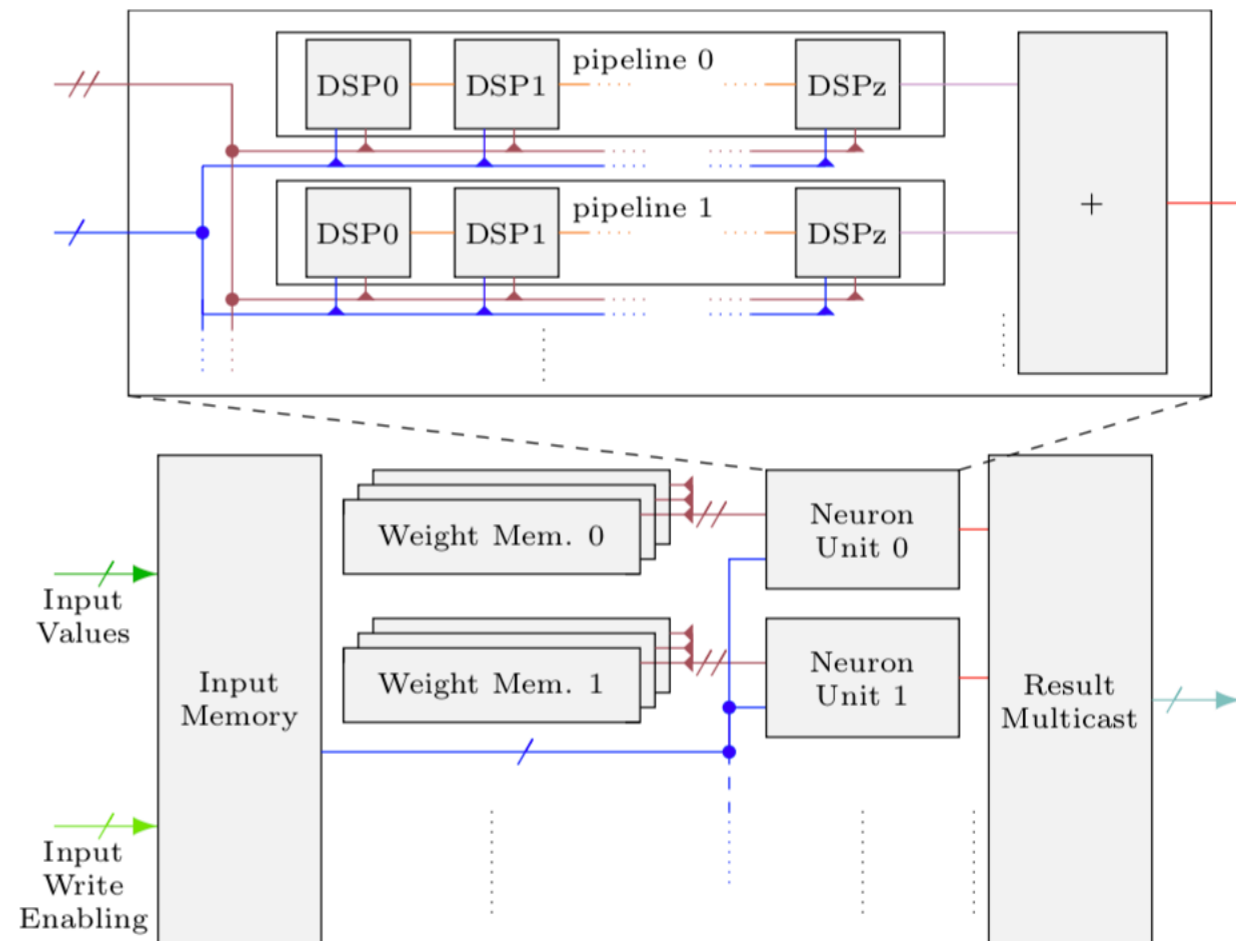 pipeline 0
DSP0 DSP1 DSPz
+
pipeline 1
DSP0 DSP1 DSPz
Weight Mem. 0
Neuron
Unit 0
Input
Values
Weight Mem. 1
Neuron
Unit 1
Input
Memory
Result
Multicast
Input
Write
Enabling